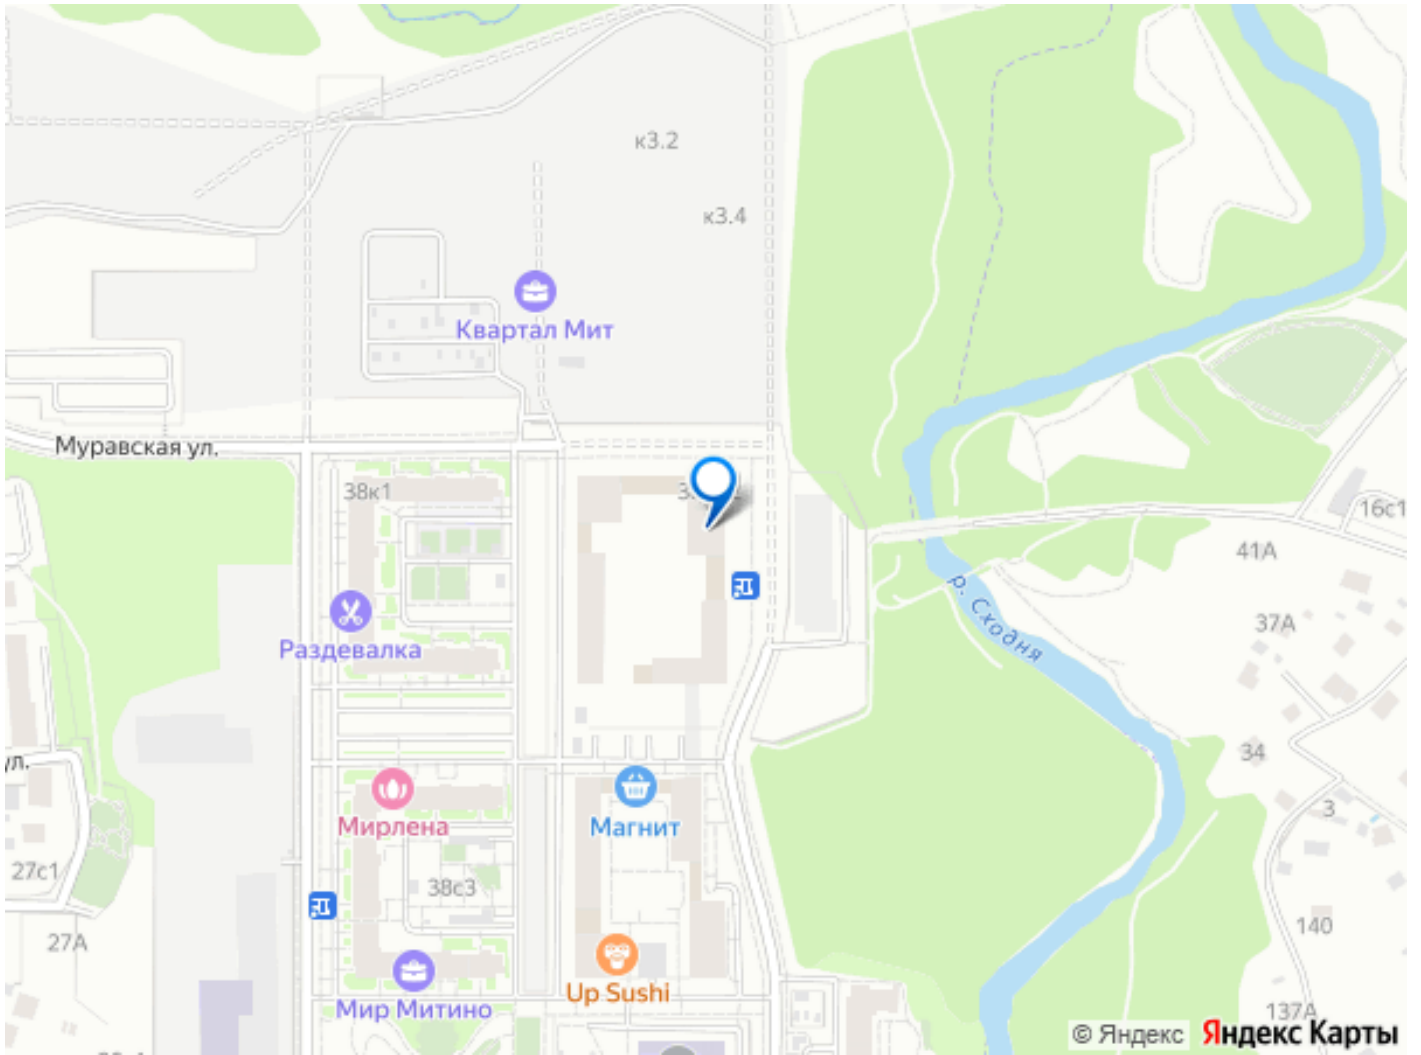 к3.2
к3.4
Квартал Мит
Муравская ул.
38к1
16с1
41А
р. Сходня
37А
Раздевалка
34
ул.
3
Мирлена
Магнит
27с1
38с3
140
27А
Up Sushi
Мир Митино
137А
© Яндекс Яндекс Карты